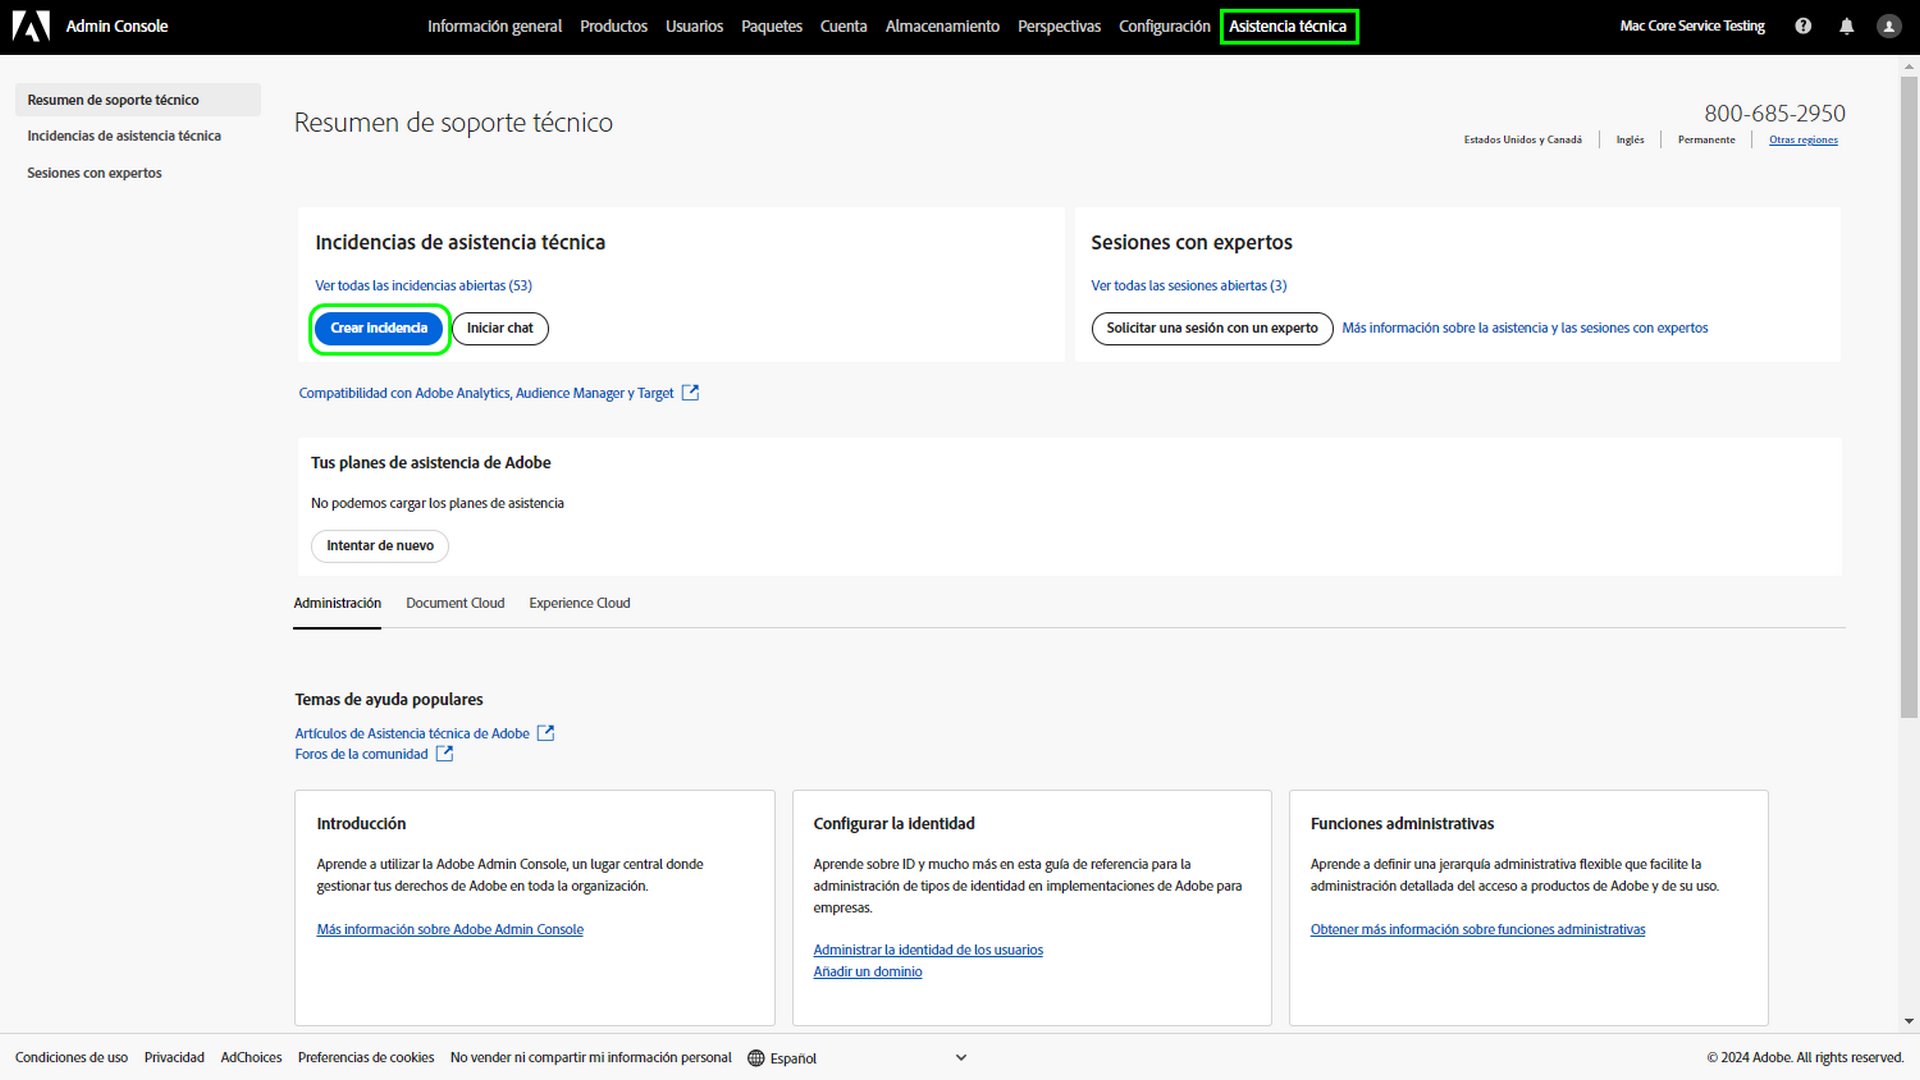 Admin Console
Información general Productos Usuarios Paquetes Cuenta Almacenamiento Perspectivas Configuración Asistencia técnica
Mac Core Service Testing
Resumen de soporte técnico
Incidencias de asistencia técnica
Sesiones con expertos
Resumen de soporte técnico
800-685-2950
Estados Unidos y Canadá Inglés Permanente Otras regiones
Incidencias de asistencia técnica
Ver todas las incidencias abiertas (53)
Crear incidencia Iniciar chat
Sesiones con expertos
Ver todas las sesiones abiertas (3)
Solicitar una sesión con un experto Más información sobre la asistencia y las sesiones con expertos
Compatibilidad con Adobe Analytics, Audience Manager y Target
Tus planes de asistencia de Adobe
No podemos cargar los planes de asistencia
Intentar de nuevo
Administración Document Cloud Experience Cloud
Temas de ayuda populares
Artículos de Asistencia técnica de Adobe
Foros de la comunidad
Introducción
Aprende a utilizar la Adobe Admin Console, un lugar central donde
gestionar tus derechos de Adobe en toda la organización.
Más información sobre Adobe Admin Console
Configurar la identidad
Aprende sobre ID y mucho más en esta guía de referencia para la
administración de tipos de identidad en implementaciones de Adobe para
empresas.
Administrar la identidad de los usuarios
Añadir un dominio
Funciones administrativas
Aprende a definir una jerarquía administrativa flexible que facilite la
administración detallada del acceso a productos de Adobe y de su uso.
Obtener más información sobre funciones administrativas
Condiciones de uso Privacidad AdChoices Preferencias de cookies No vender ni compartir mi información personal Español
© 2024 Adobe. All rights reserved.